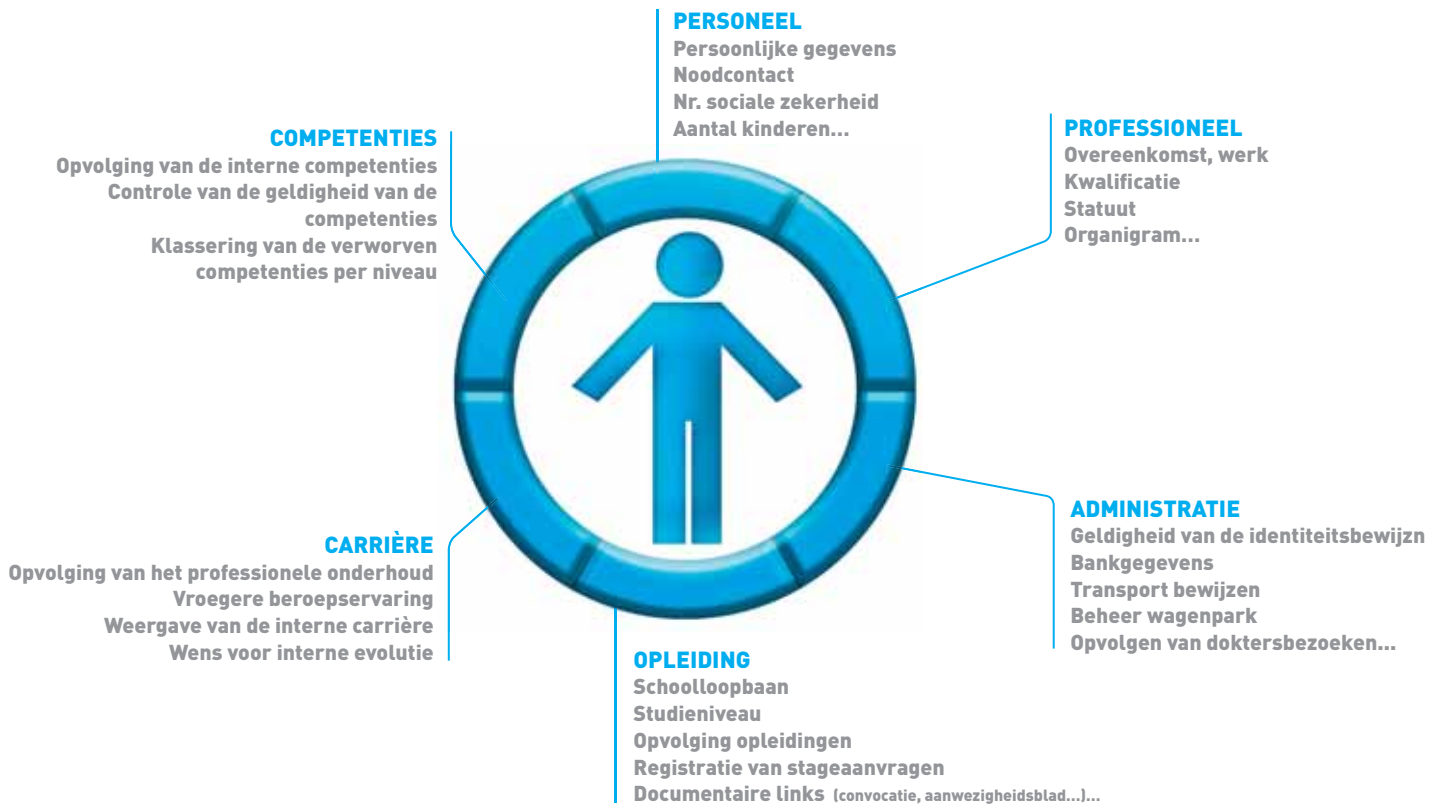 PERSONEEL
Persoonlijke gegevens
Noodcontact
Nr. sociale zekerheid
Aantal kinderen...
COMPETENTIES
Opvolging van de interne competenties
Controle van de geldigheid van de
competenties
Klassering van de verworven
competenties per niveau
PROFESSIONEEL
Overeenkomst, werk
Kwalificatie
Statuut
Organigram...
CARRIÈRE
Opvolging van het professionele onderhoud
Vroegere beroepservaring
Weergave van de interne carrière
Wens voor interne evolutie
ADMINISTRATIE
Geldigheid van de identiteitsbewijzn
Bankgegevens
Transport bewijzen
Beheer wagenpark
Opvolgen van doktersbezoeken...
OPLEIDING
Schoolloopbaan
Studieniveau
Opvolging opleidingen
Registratie van stageaanvragen
Documentaire links (convocatie, aanwezigheidsblad...)...